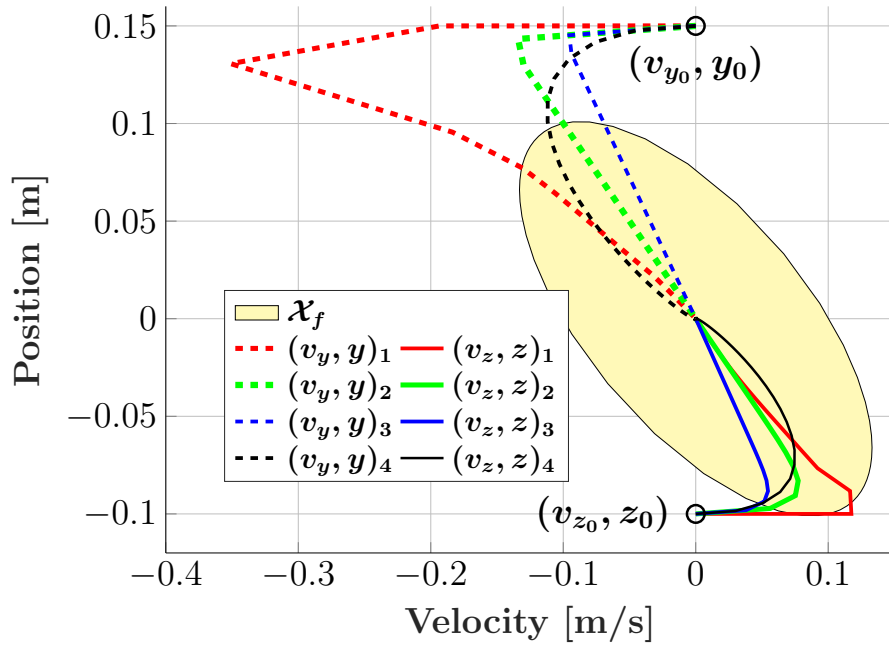 0.15
(v_{y_0}, y_0)
0.1
0.05
0
−0.05
−0.1
Position [m]
𝒳_f
(v_y, y)_1 (v_z, z)_1
(v_y, y)_2 (v_z, z)_2
(v_y, y)_3 (v_z, z)_3
(v_y, y)_4 (v_z, z)_4
(v_{z_0}, z_0)
−0.4 −0.3 −0.2 −0.1 0 0.1
Velocity [m/s]